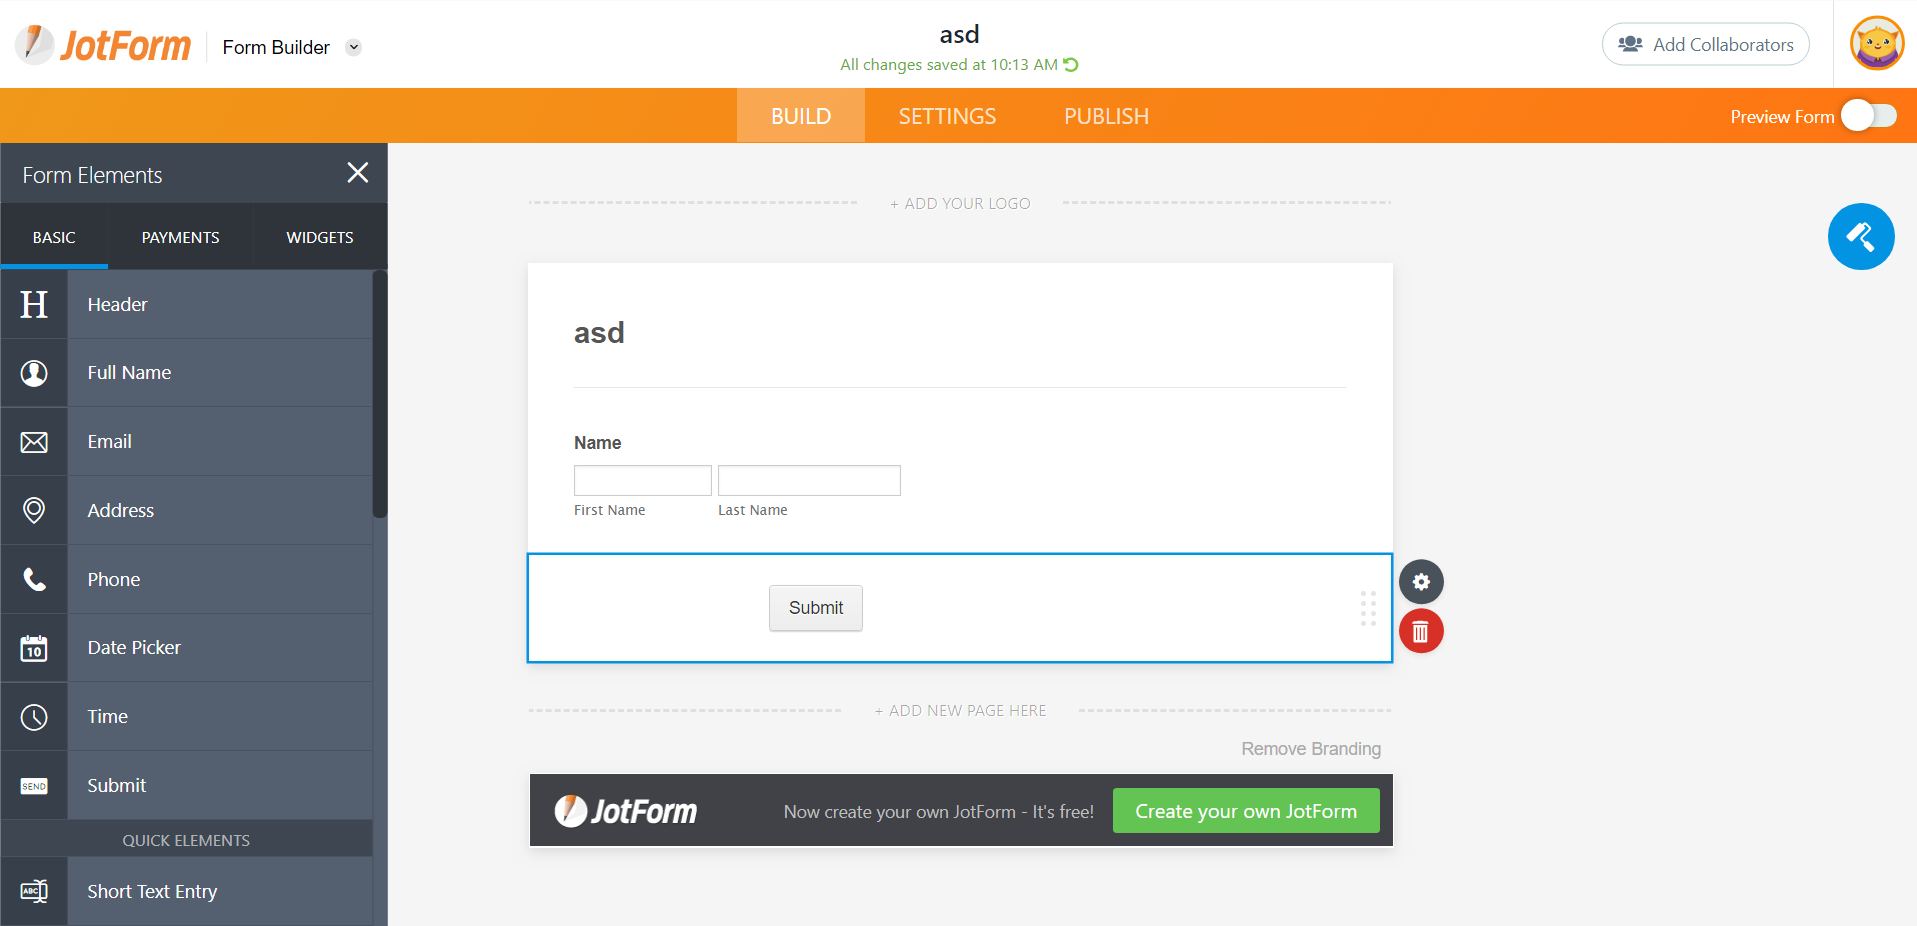 JotForm
Form Builder
asd
All changes saved at 10:13 AM
Add Collaborators
BUILD
SETTINGS
PUBLISH
Preview Form
Form Elements
BASIC
PAYMENTS
WIDGETS
H
Header
Full Name
Email
Address
Phone
10
Date Picker
Time
SEND
Submit
QUICK ELEMENTS
ABC
Short Text Entry
+ ADD YOUR LOGO
asd
Name
First Name
Last Name
Submit
+ ADD NEW PAGE HERE
Remove Branding
JotForm
Now create your own JotForm - It's free!
Create your own JotForm